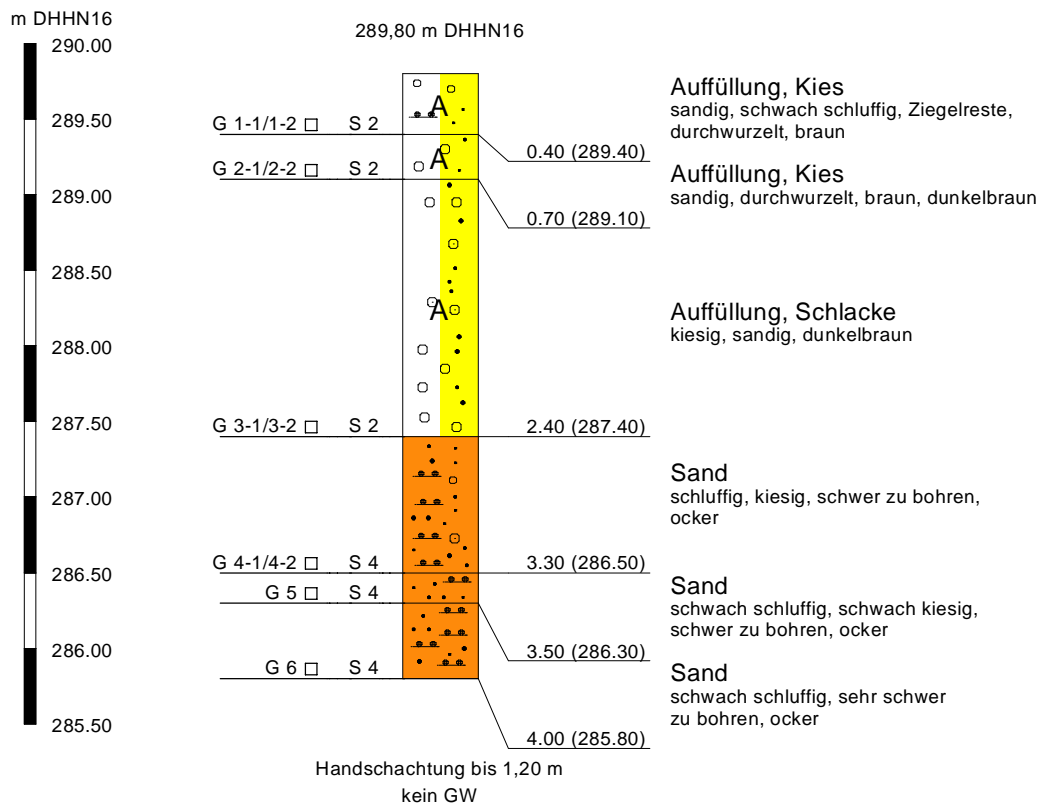 m DHHN16
289,80 m DHHN16
290.00
289.50
289.00
288.50
288.00
287.50
287.00
286.50
286.00
285.50
G 1-1/1-2 S 2
G 2-1/2-2 S 2
G 3-1/3-2 S 2
G 4-1/4-2 S 4
G 5 S 4
G 6 S 4
A
A
A
0.40 (289.40)
0.70 (289.10)
2.40 (287.40)
3.30 (286.50)
3.50 (286.30)
4.00 (285.80)
Auffüllung, Kies
sandig, schwach schluffig, Ziegelreste,
durchwurzelt, braun
Auffüllung, Kies
sandig, durchwurzelt, braun, dunkelbraun
Auffüllung, Schlacke
kiesig, sandig, dunkelbraun
Sand
schluffig, kiesig, schwer zu bohren,
ocker
Sand
schwach schluffig, schwach kiesig,
schwer zu bohren, ocker
Sand
schwach schluffig, sehr schwer
zu bohren, ocker
Handschachtung bis 1,20 m
kein GW